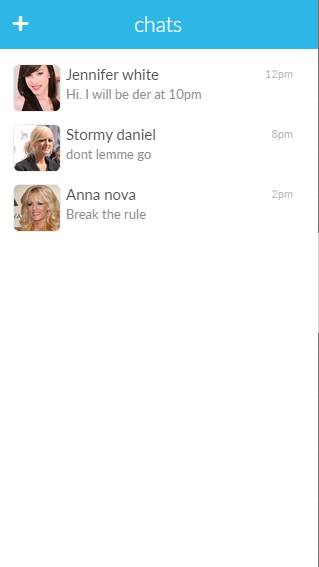 chats
Jennifer white 12pm
Hi. I will be der at 10pm
Stormy daniel 8pm
dont lemme go
Anna nova 2pm
Break the rule